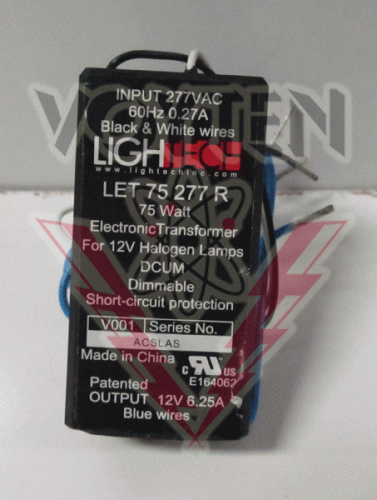 INPUT 277VAC
60Hz 0.27A
Black & White wires
LIGHTECH
www.lightechinc.com
LET 75 277 R
75 Watt
ElectronicTransformer
For 12V Halogen Lamps
DCUM
Dimmable
Short-circuit protection
V001 Series No.
ACSLAS
Made in China
c UL US
E164062
Patented
OUTPUT 12V 6.25A
Blue wires